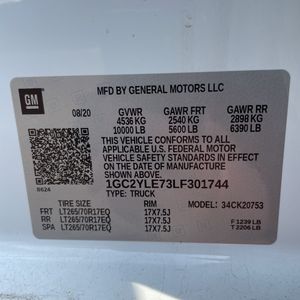 GM
MFD BY GENERAL MOTORS LLC
08/20 GVWR GAWR FRT GAWR RR
4536 KG 2540 KG 2898 KG
10000 LB 5600 LB 6390 LB
THIS VEHICLE CONFORMS TO ALL
APPLICABLE U.S. FEDERAL MOTOR
VEHICLE SAFETY STANDARDS IN EFFECT
ON THE DATE OF MANUFACTURE
SHOWN ABOVE.
1GC2YLE73LF301744
8624 TYPE: TRUCK
TIRE SIZE RIM MODEL: 34CK20753
FRT LT265/70R17EQ 17X7.5J
RR LT265/70R17EQ 17X7.5J F 1239 LB
SPA LT265/70R17EQ 17X7.5J T 2206 LB